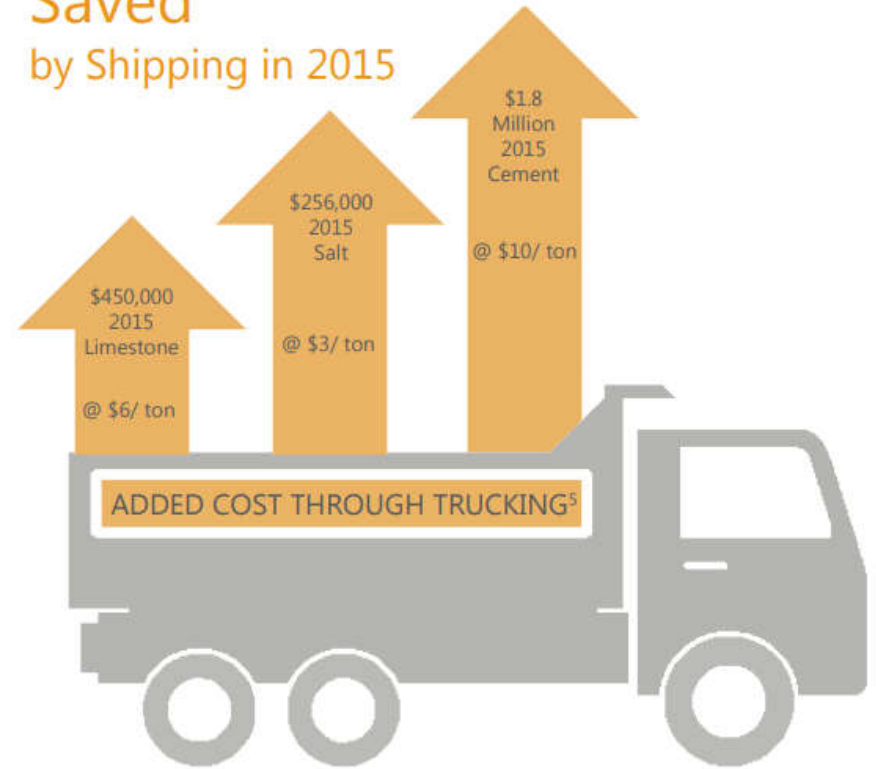 Saved
by Shipping in 2015
$1.8
Million
2015
Cement
@ $10/ ton
$256,000
2015
Salt
@ $3/ ton
$450,000
2015
Limestone
@ $6/ ton
ADDED COST THROUGH TRUCKING⁵